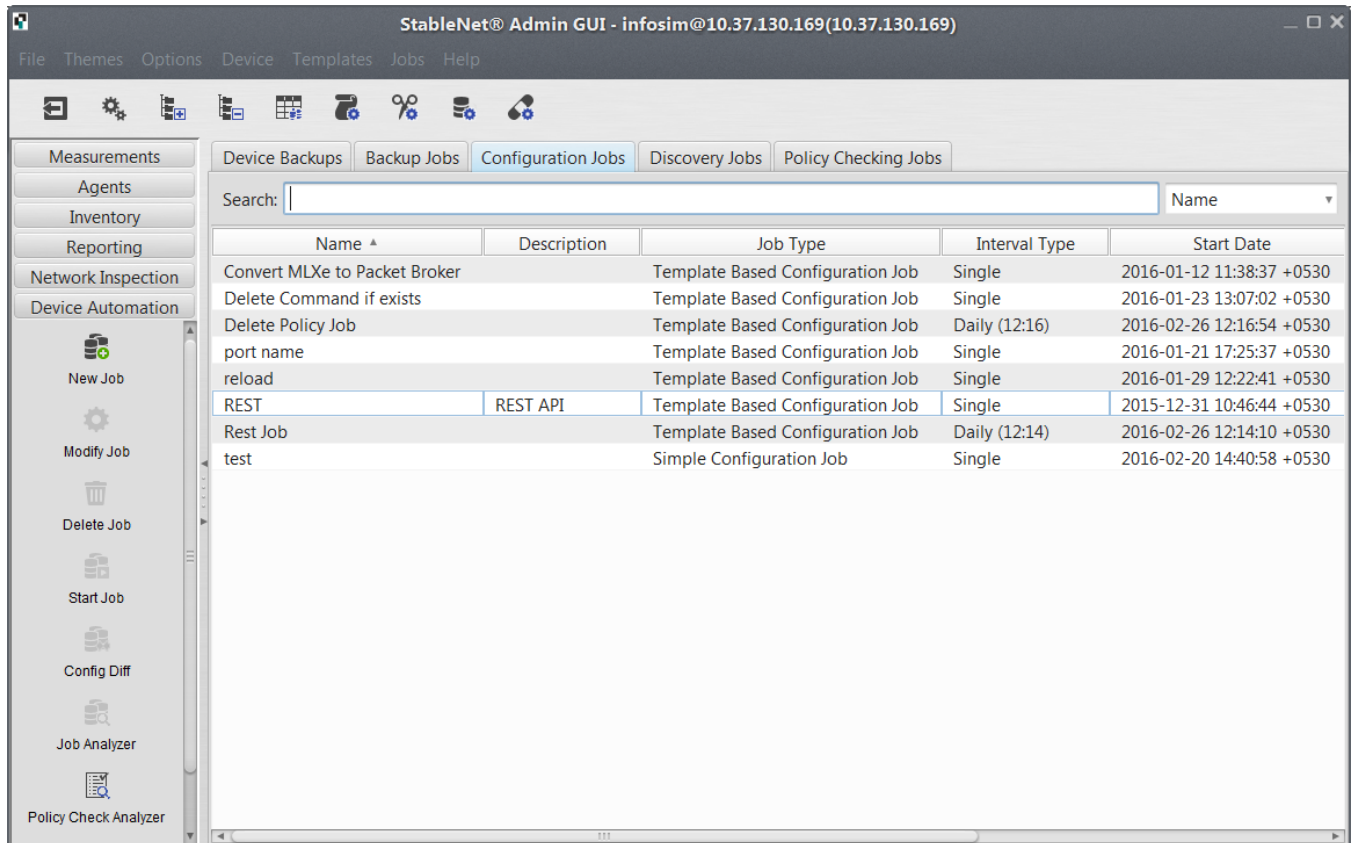 StableNet® Admin GUI - infosim@10.37.130.169(10.37.130.169)
File Themes Options Device Templates Jobs Help
Measurements
Agents
Inventory
Reporting
Network Inspection
Device Automation
New Job
Modify Job
Delete Job
Start Job
Config Diff
Job Analyzer
Policy Check Analyzer
Device Backups Backup Jobs Configuration Jobs Discovery Jobs Policy Checking Jobs
Search: Name
Name Description Job Type Interval Type Start Date
Convert MLXe to Packet Broker Template Based Configuration Job Single 2016-01-12 11:38:37 +0530
Delete Command if exists Template Based Configuration Job Single 2016-01-23 13:07:02 +0530
Delete Policy Job Template Based Configuration Job Daily (12:16) 2016-02-26 12:16:54 +0530
port name Template Based Configuration Job Single 2016-01-21 17:25:37 +0530
reload Template Based Configuration Job Single 2016-01-29 12:22:41 +0530
REST REST API Template Based Configuration Job Single 2015-12-31 10:46:44 +0530
Rest Job Template Based Configuration Job Daily (12:14) 2016-02-26 12:14:10 +0530
test Simple Configuration Job Single 2016-02-20 14:40:58 +0530